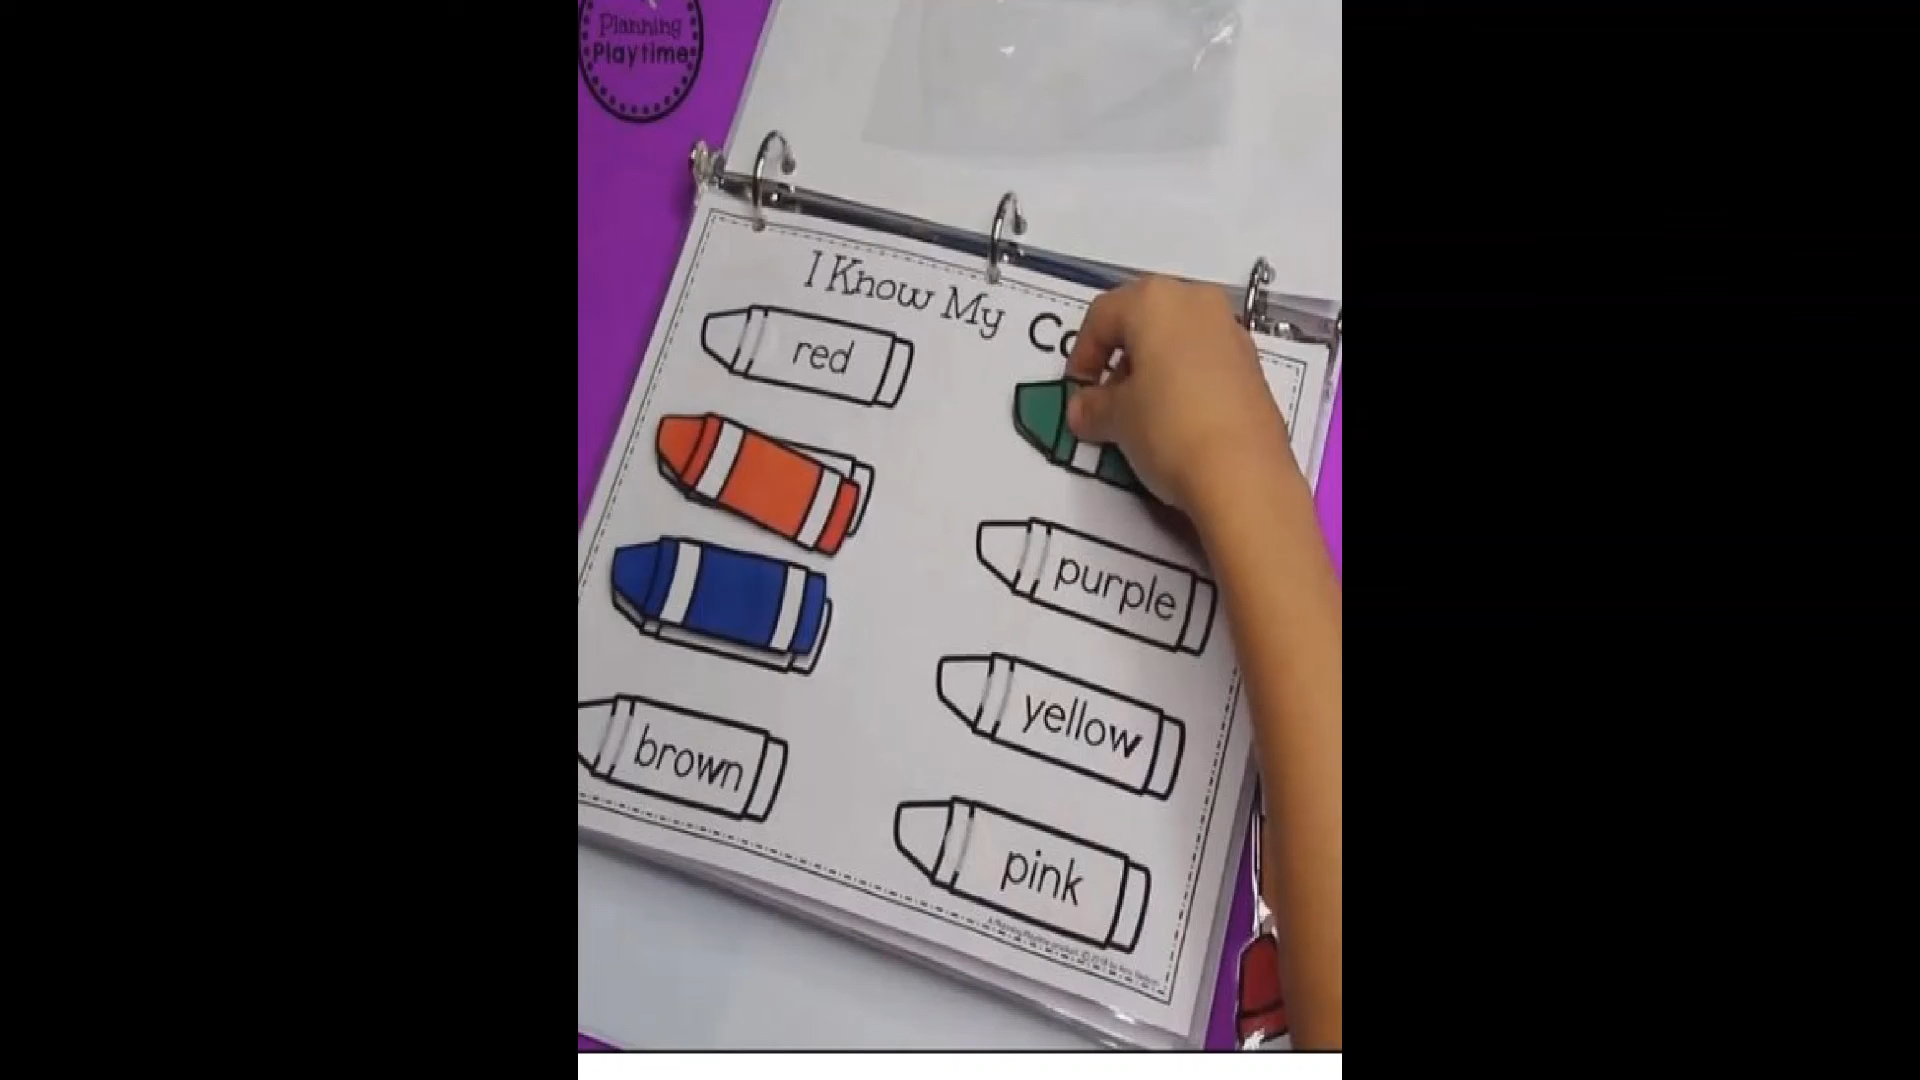 Planning
Playtime
I Know My Co
red
purple
yellow
brown
pink